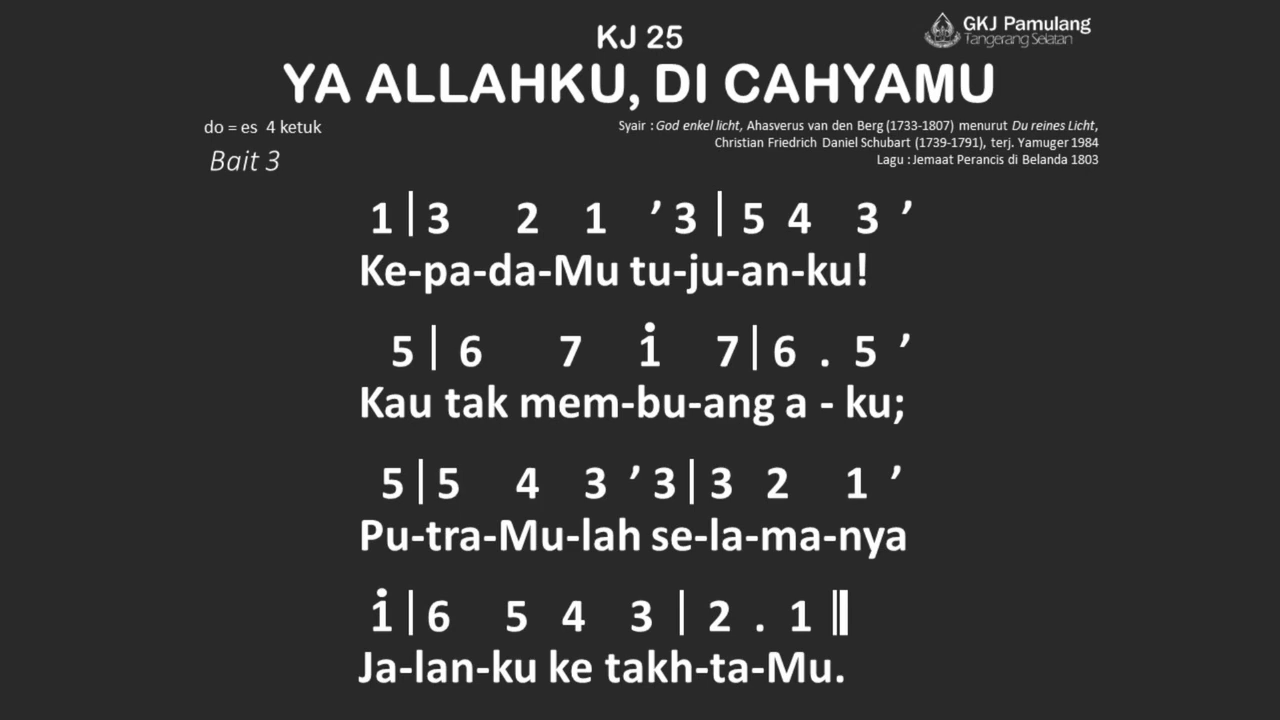 KJ 25
GKJ Pamulang
Tangerang Selatan
YA ALLAHKU, DI CAHYAMU
do = es 4 ketuk
Syair : God enkel licht, Ahasverus van den Berg (1733-1807) menurut Du reines Licht,
Christian Friedrich Daniel Schubart (1739-1791), terj. Yamuger 1984
Lagu : Jemaat Perancis di Belanda 1803
Bait 3
1 | 3 2 1 ’ 3 | 5 4 3 ’
Ke-pa-da-Mu tu-ju-an-ku!
5 | 6 7 i 7 | 6 . 5 ’
Kau tak mem-bu-ang a - ku;
5 | 5 4 3 ’ 3 | 3 2 1 ’
Pu-tra-Mu-lah se-la-ma-nya
i | 6 5 4 3 | 2 . 1 ‖
Ja-lan-ku ke takh-ta-Mu.